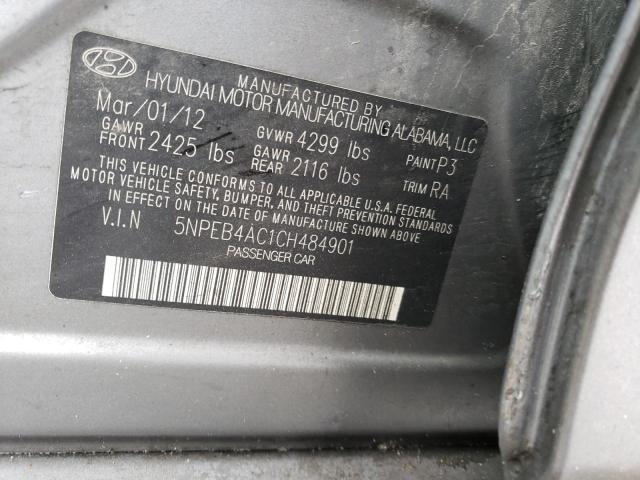 MANUFACTURED BY
HYUNDAI MOTOR MANUFACTURING ALABAMA, LLC
Mar/01/12 GVWR 4299 lbs PAINT P3
GAWR FRONT 2425 lbs GAWR REAR 2116 lbs TRIM RA
THIS VEHICLE CONFORMS TO ALL APPLICABLE U.S.A. FEDERAL
MOTOR VEHICLE SAFETY, BUMPER, AND THEFT PREVENTION STANDARDS
IN EFFECT ON THE DATE OF MANUFACTURE SHOWN ABOVE.
V.I.N 5NPEB4AC1CH484901
PASSENGER CAR